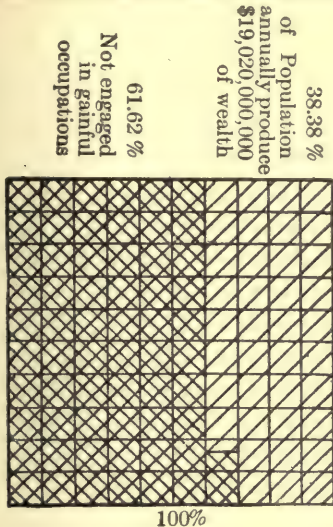 38.38 %
of Population
annually produce
$19,020,000,000
of wealth
61.62 %
Not engaged
in gainful
occupations
100%